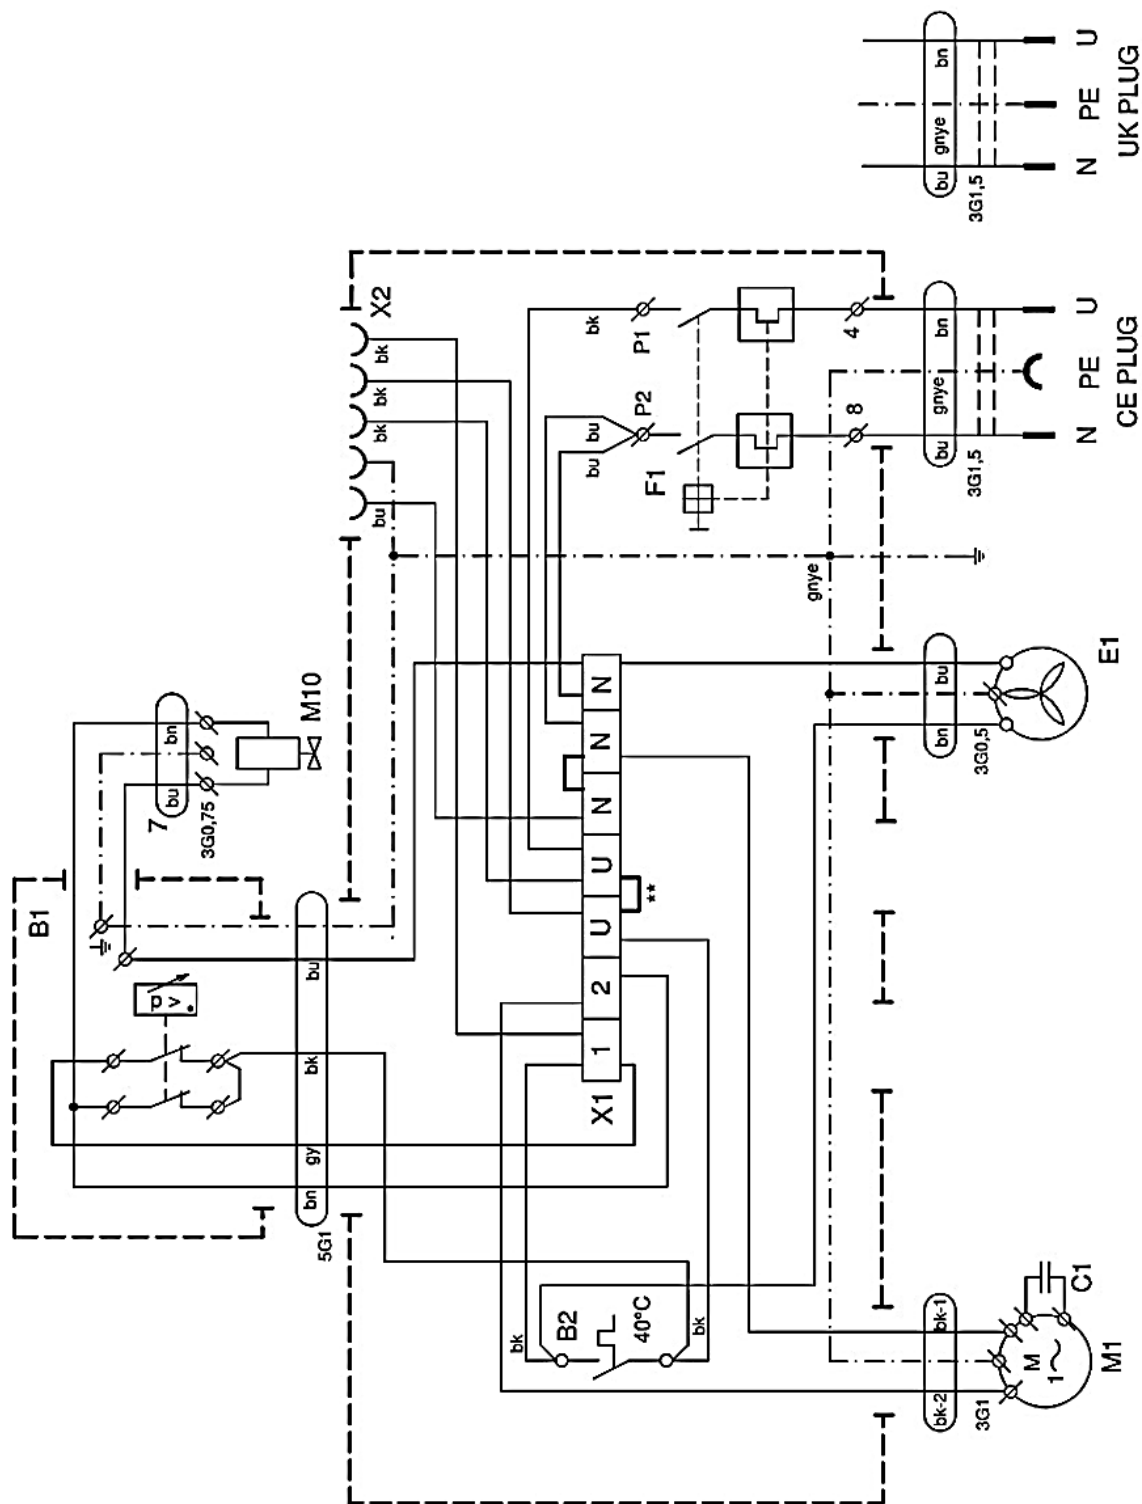 B1
7
bu bn
p >
3G0,75
M10
bn gy bk bu
5G1
X2
bu bk bk bk
bk
B2
bu bu bk
X1 1 2 U U N N N
40°C
**
P2 P1
F1
bk
gnye
8 4
bk-2 bk-1
bn bu
bu gnye bn
bu gnye bn
3G1
3G0,5
3G1,5
3G1,5
M
1~
C1
M1
E1
N PE U
CE PLUG
N PE U
UK PLUG